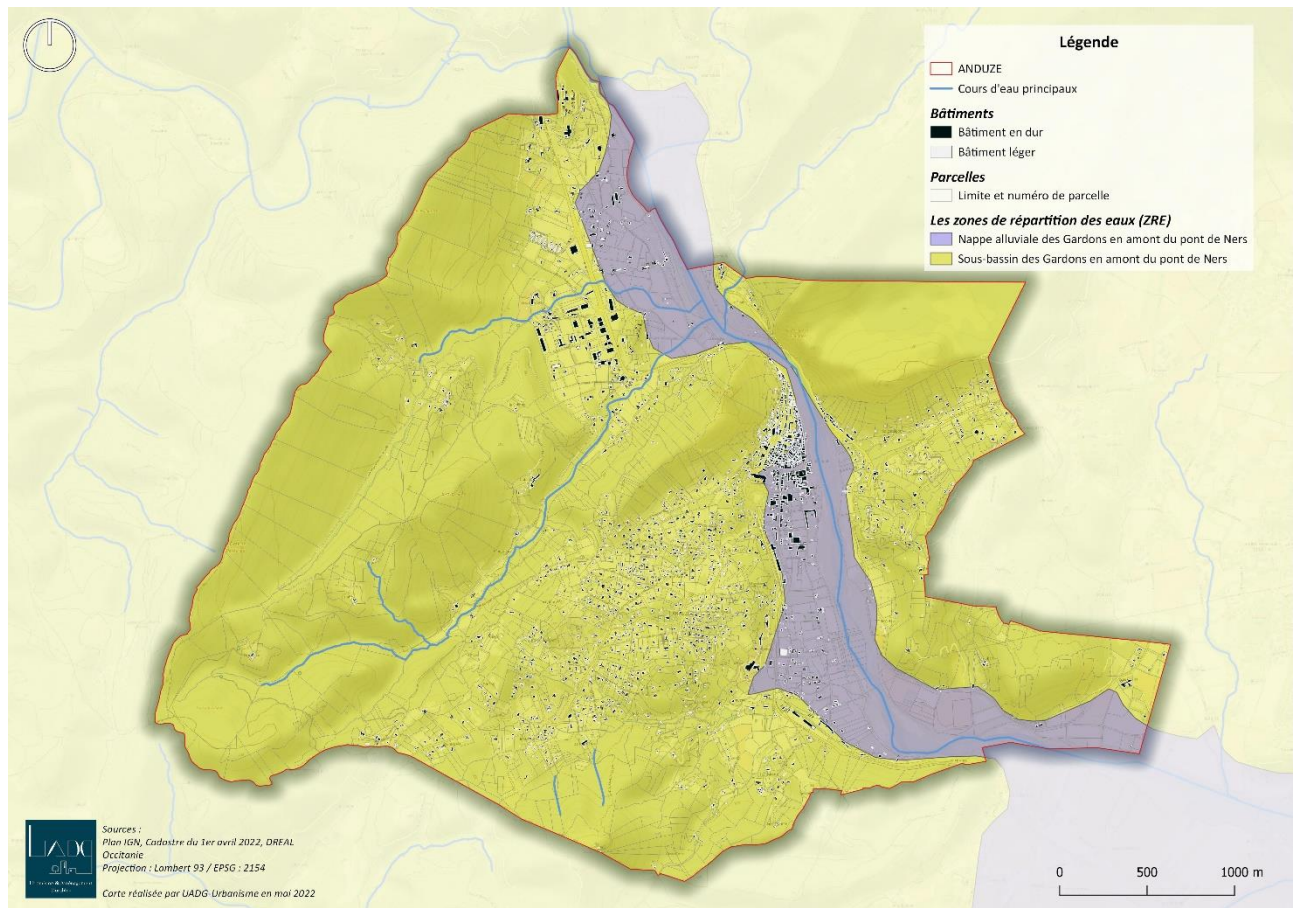 Légende
ANDUZE
Cours d'eau principaux
Bâtiments
Bâtiment en dur
Bâtiment léger
Parcelles
Limite et numéro de parcelle
Les zones de répartition des eaux (ZRE)
Nappe alluviale des Gardons en amont du pont de Ners
Sous-bassin des Gardons en amont du pont de Ners
UADG
Sources :
Plan IGN, Cadastre du 1er avril 2022, DREAL
Occitanie
Projection : Lambert 93 / EPSG : 2154
Carte réalisée par UADG-Urbanisme en mai 2022
0 500 1000 m